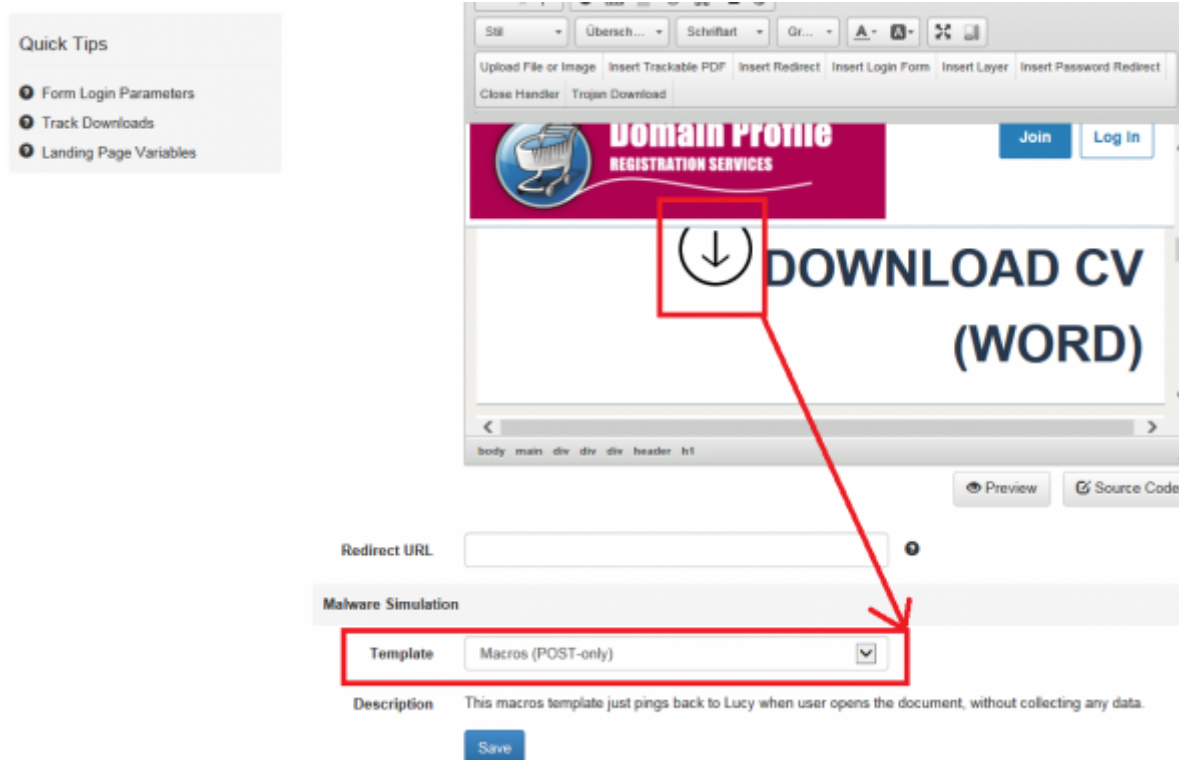 Quick Tips
Form Login Parameters
Track Downloads
Landing Page Variables
Stil Übersch... Schriftart Gr... A A
Upload File or Image Insert Trackable PDF Insert Redirect Insert Login Form Insert Layer Insert Password Redirect
Close Handler Trojan Download
Domain Profile
REGISTRATION SERVICES
Join Log In
DOWNLOAD CV
(WORD)
body main div div div header h1
Preview Source Code
Redirect URL
Malware Simulation
Template Macros (POST-only)
Description This macros template just pings back to Lucy when user opens the document, without collecting any data.
Save